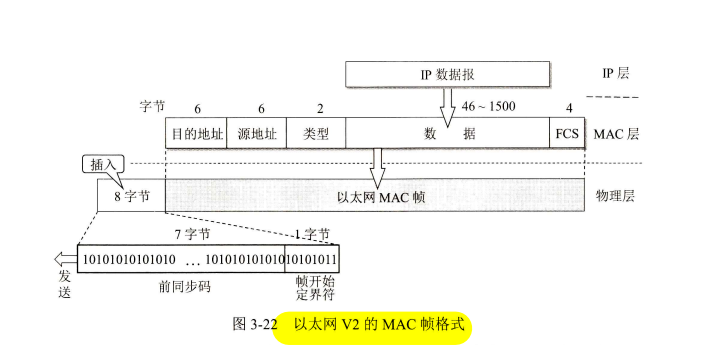 IP 数据报
IP 层
字节
6
6
2
46 ~ 1500
4
目的地址
源地址
类型
数 据
FCS
MAC 层
插入
8 字节
以太网 MAC 帧
物理层
7 字节
1 字节
发送
10101010101010 … 10101010101010101011
前同步码
帧开始
定界符
图 3-22 以太网 V2 的 MAC 帧格式